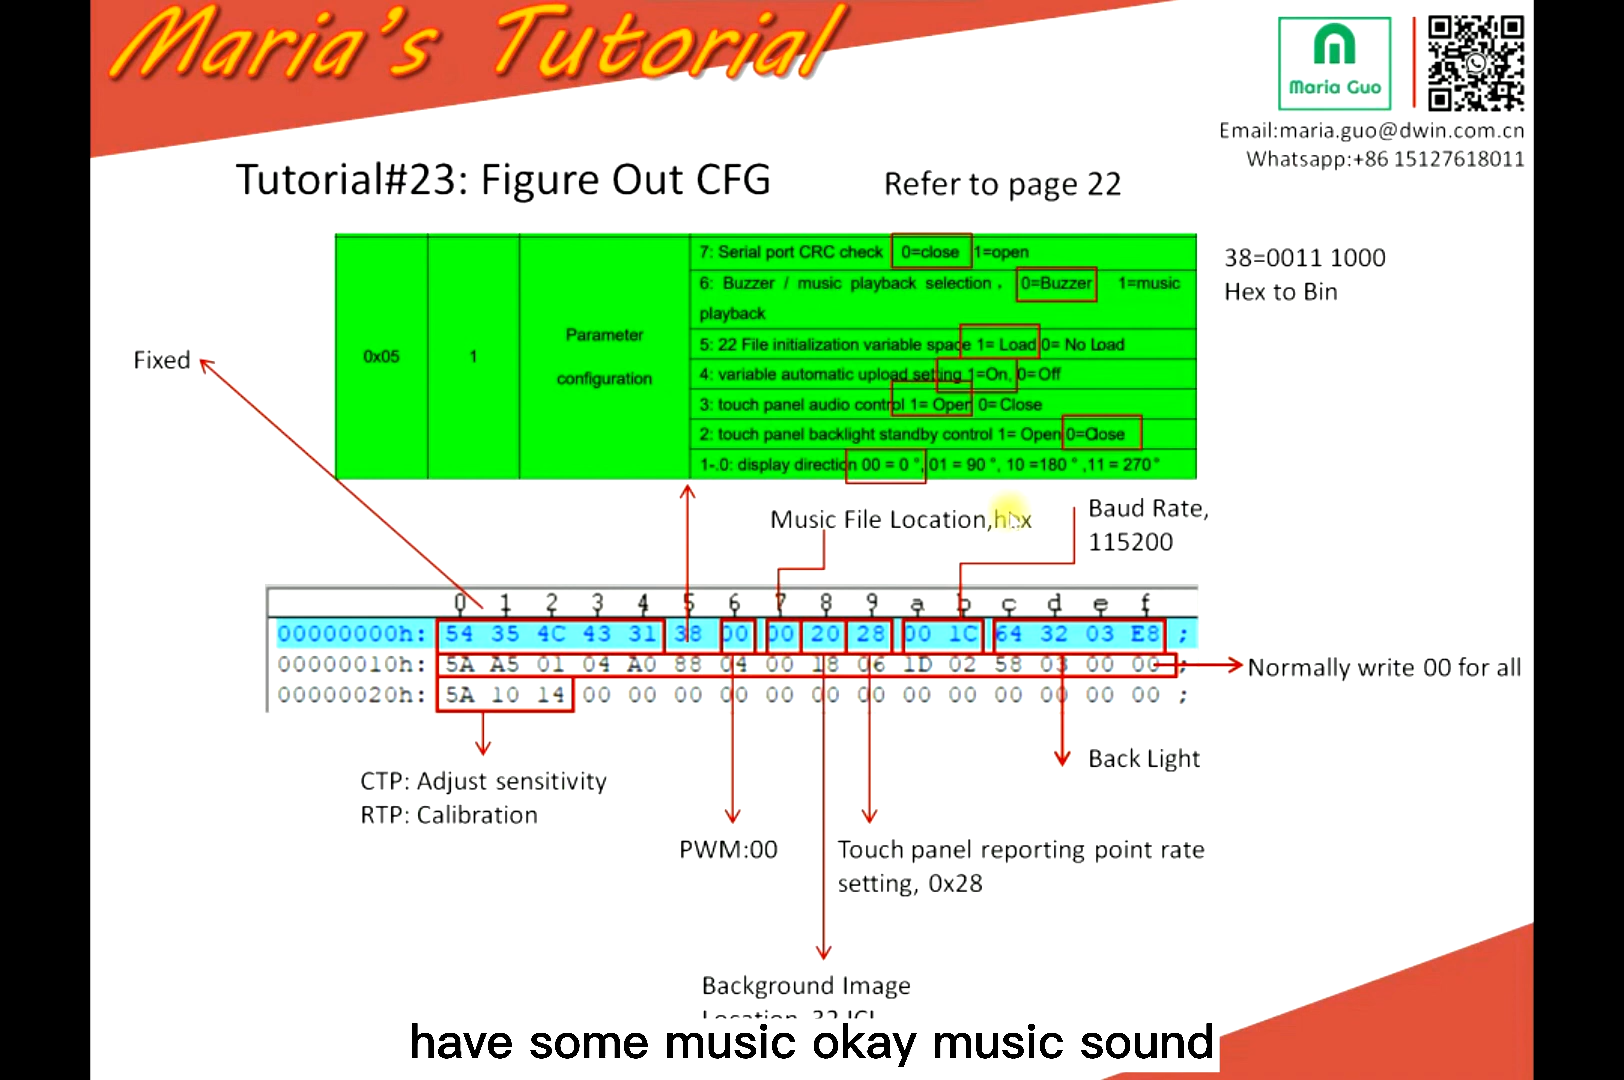 Maria's Tutorial
Maria Guo
Email:maria.guo@dwin.com.cn
Whatsapp:+86 15127618011
Tutorial#23: Figure Out CFG
Refer to page 22
0x05
1
Parameter
configuration
7: Serial port CRC check 0=close 1=open
6: Buzzer / music playback selection， 0=Buzzer 1=music
playback
5: 22 File initialization variable space 1= Load 0= No Load
4: variable automatic upload setting 1=On, 0=Off
3: touch panel audio control 1= Open 0= Close
2: touch panel backlight standby control 1= Open 0=Close
1-.0: display direction 00 = 0 °, 01 = 90 °, 10 =180 ° ,11 = 270°
38=0011 1000
Hex to Bin
Fixed
Music File Location,hex
Baud Rate,
115200
0 1 2 3 4 5 6 7 8 9 a b c d e f
00000000h: 54 35 4C 43 31 38 00 00 20 28 00 1C 64 32 03 E8 ;
00000010h: 5A A5 01 04 A0 88 04 00 18 06 1D 02 58 03 00 00 ;
00000020h: 5A 10 14 00 00 00 00 00 00 00 00 00 00 00 00 00 ;
Normally write 00 for all
CTP: Adjust sensitivity
RTP: Calibration
Back Light
PWM:00
Touch panel reporting point rate
setting, 0x28
Background Image
Location, 32.ICL
have some music okay music sound